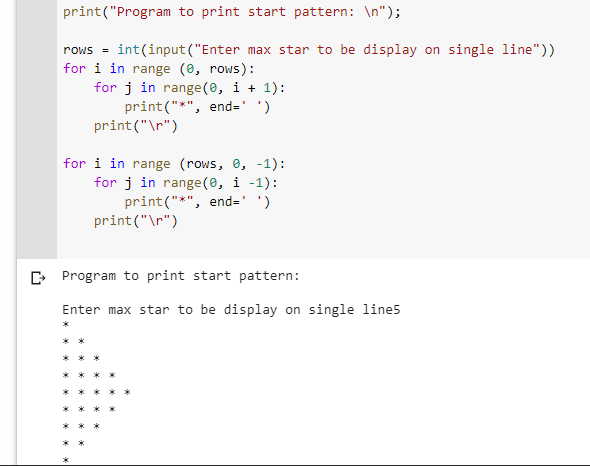 print("Program to print start pattern: \n");

rows = int(input("Enter max star to be display on single line"))
for i in range (0, rows):
    for j in range(0, i + 1):
        print("*", end=' ')
    print("\r")

for i in range (rows, 0, -1):
    for j in range(0, i -1):
        print("*", end=' ')
    print("\r")

Program to print start pattern:

Enter max star to be display on single line5
*
* *
* * *
* * * *
* * * * *
* * * *
* * *
* *
*